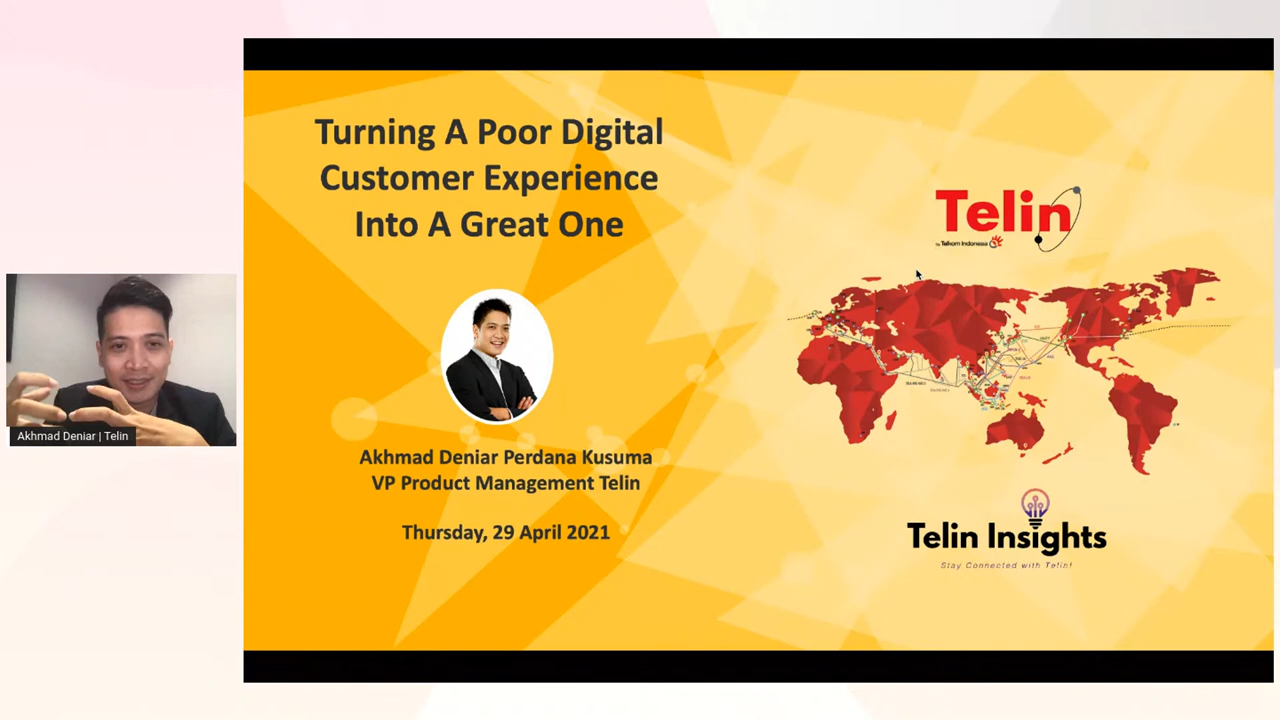 Turning A Poor Digital
Customer Experience
Into A Great One
Akhmad Deniar Perdana Kusuma
VP Product Management Telin
Thursday, 29 April 2021
Telin
by Telkom Indonesia
Telin Insights
Stay Connected with Telin!
Akhmad Deniar | Telin